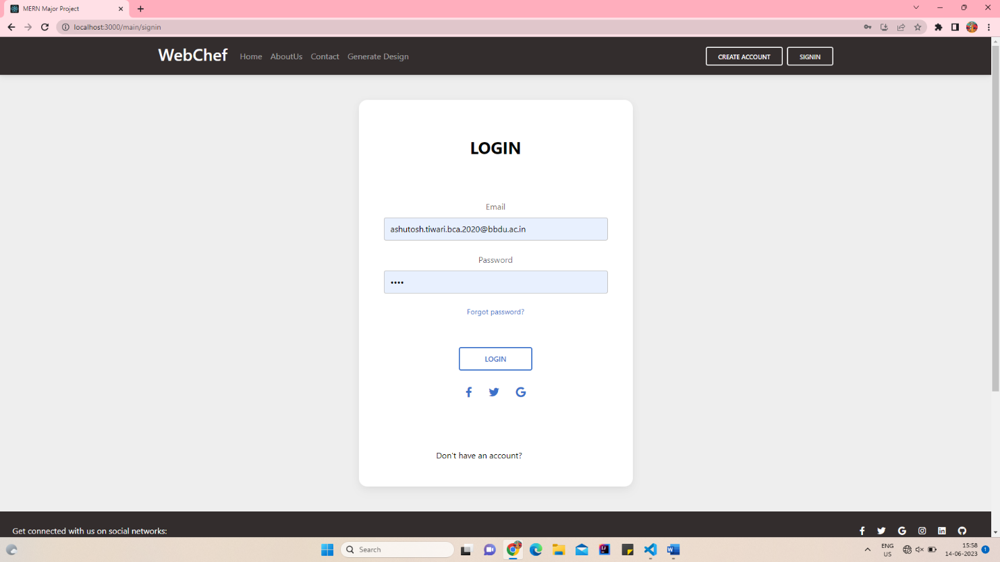 MERN Major Project
localhost:3000/main/signin
WebChef Home AboutUs Contact Generate Design CREATE ACCOUNT SIGNIN
LOGIN
Email
ashutosh.tiwari.bca.2020@bbdu.ac.in
Password
••••
Forgot password?
LOGIN
Don't have an account?
Get connected with us on social networks:
Search
ENG
US
15:58
14-06-2023
1